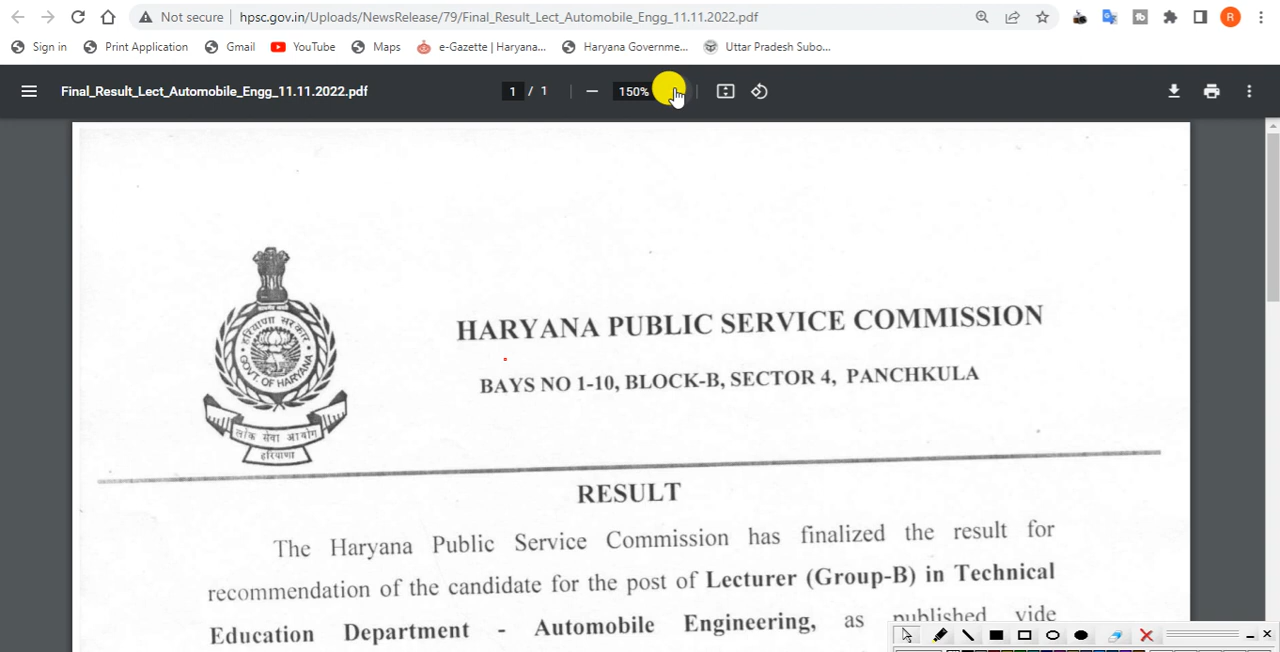 Not secure hpsc.gov.in/Uploads/NewsRelease/79/Final_Result_Lect_Automobile_Engg_11.11.2022.pdf R
Sign in Print Application Gmail YouTube Maps e-Gazette | Haryana... Haryana Governme... Uttar Pradesh Subo...
Final_Result_Lect_Automobile_Engg_11.11.2022.pdf 1 / 1 150%
हरियाणा सरकार
GOVT. OF HARYANA
लोक सेवा आयोग
हरियाणा
HARYANA PUBLIC SERVICE COMMISSION
BAYS NO 1-10, BLOCK-B, SECTOR 4, PANCHKULA
RESULT
The Haryana Public Service Commission has finalized the result for
recommendation of the candidate for the post of Lecturer (Group-B) in Technical
Education Department - Automobile Engineering, as published vide